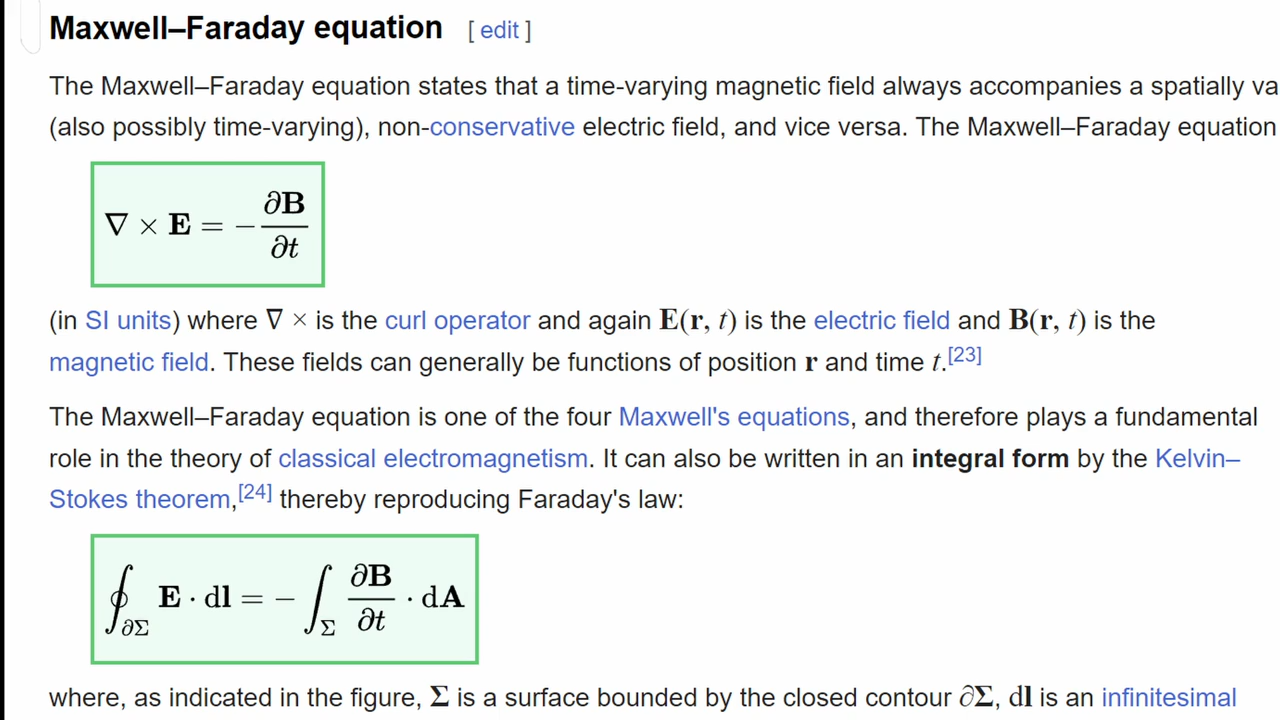 Maxwell–Faraday equation [ edit ]
The Maxwell–Faraday equation states that a time-varying magnetic field always accompanies a spatially va
(also possibly time-varying), non-conservative electric field, and vice versa. The Maxwell–Faraday equation
∇ × E = − ∂B/∂t
(in SI units) where ∇ × is the curl operator and again E(r, t) is the electric field and B(r, t) is the
magnetic field. These fields can generally be functions of position r and time t.[23]
The Maxwell–Faraday equation is one of the four Maxwell's equations, and therefore plays a fundamental
role in the theory of classical electromagnetism. It can also be written in an integral form by the Kelvin–
Stokes theorem,[24] thereby reproducing Faraday's law:
∮∂Σ E · dl = − ∫Σ ∂B/∂t · dA
where, as indicated in the figure, Σ is a surface bounded by the closed contour ∂Σ, dl is an infinitesimal